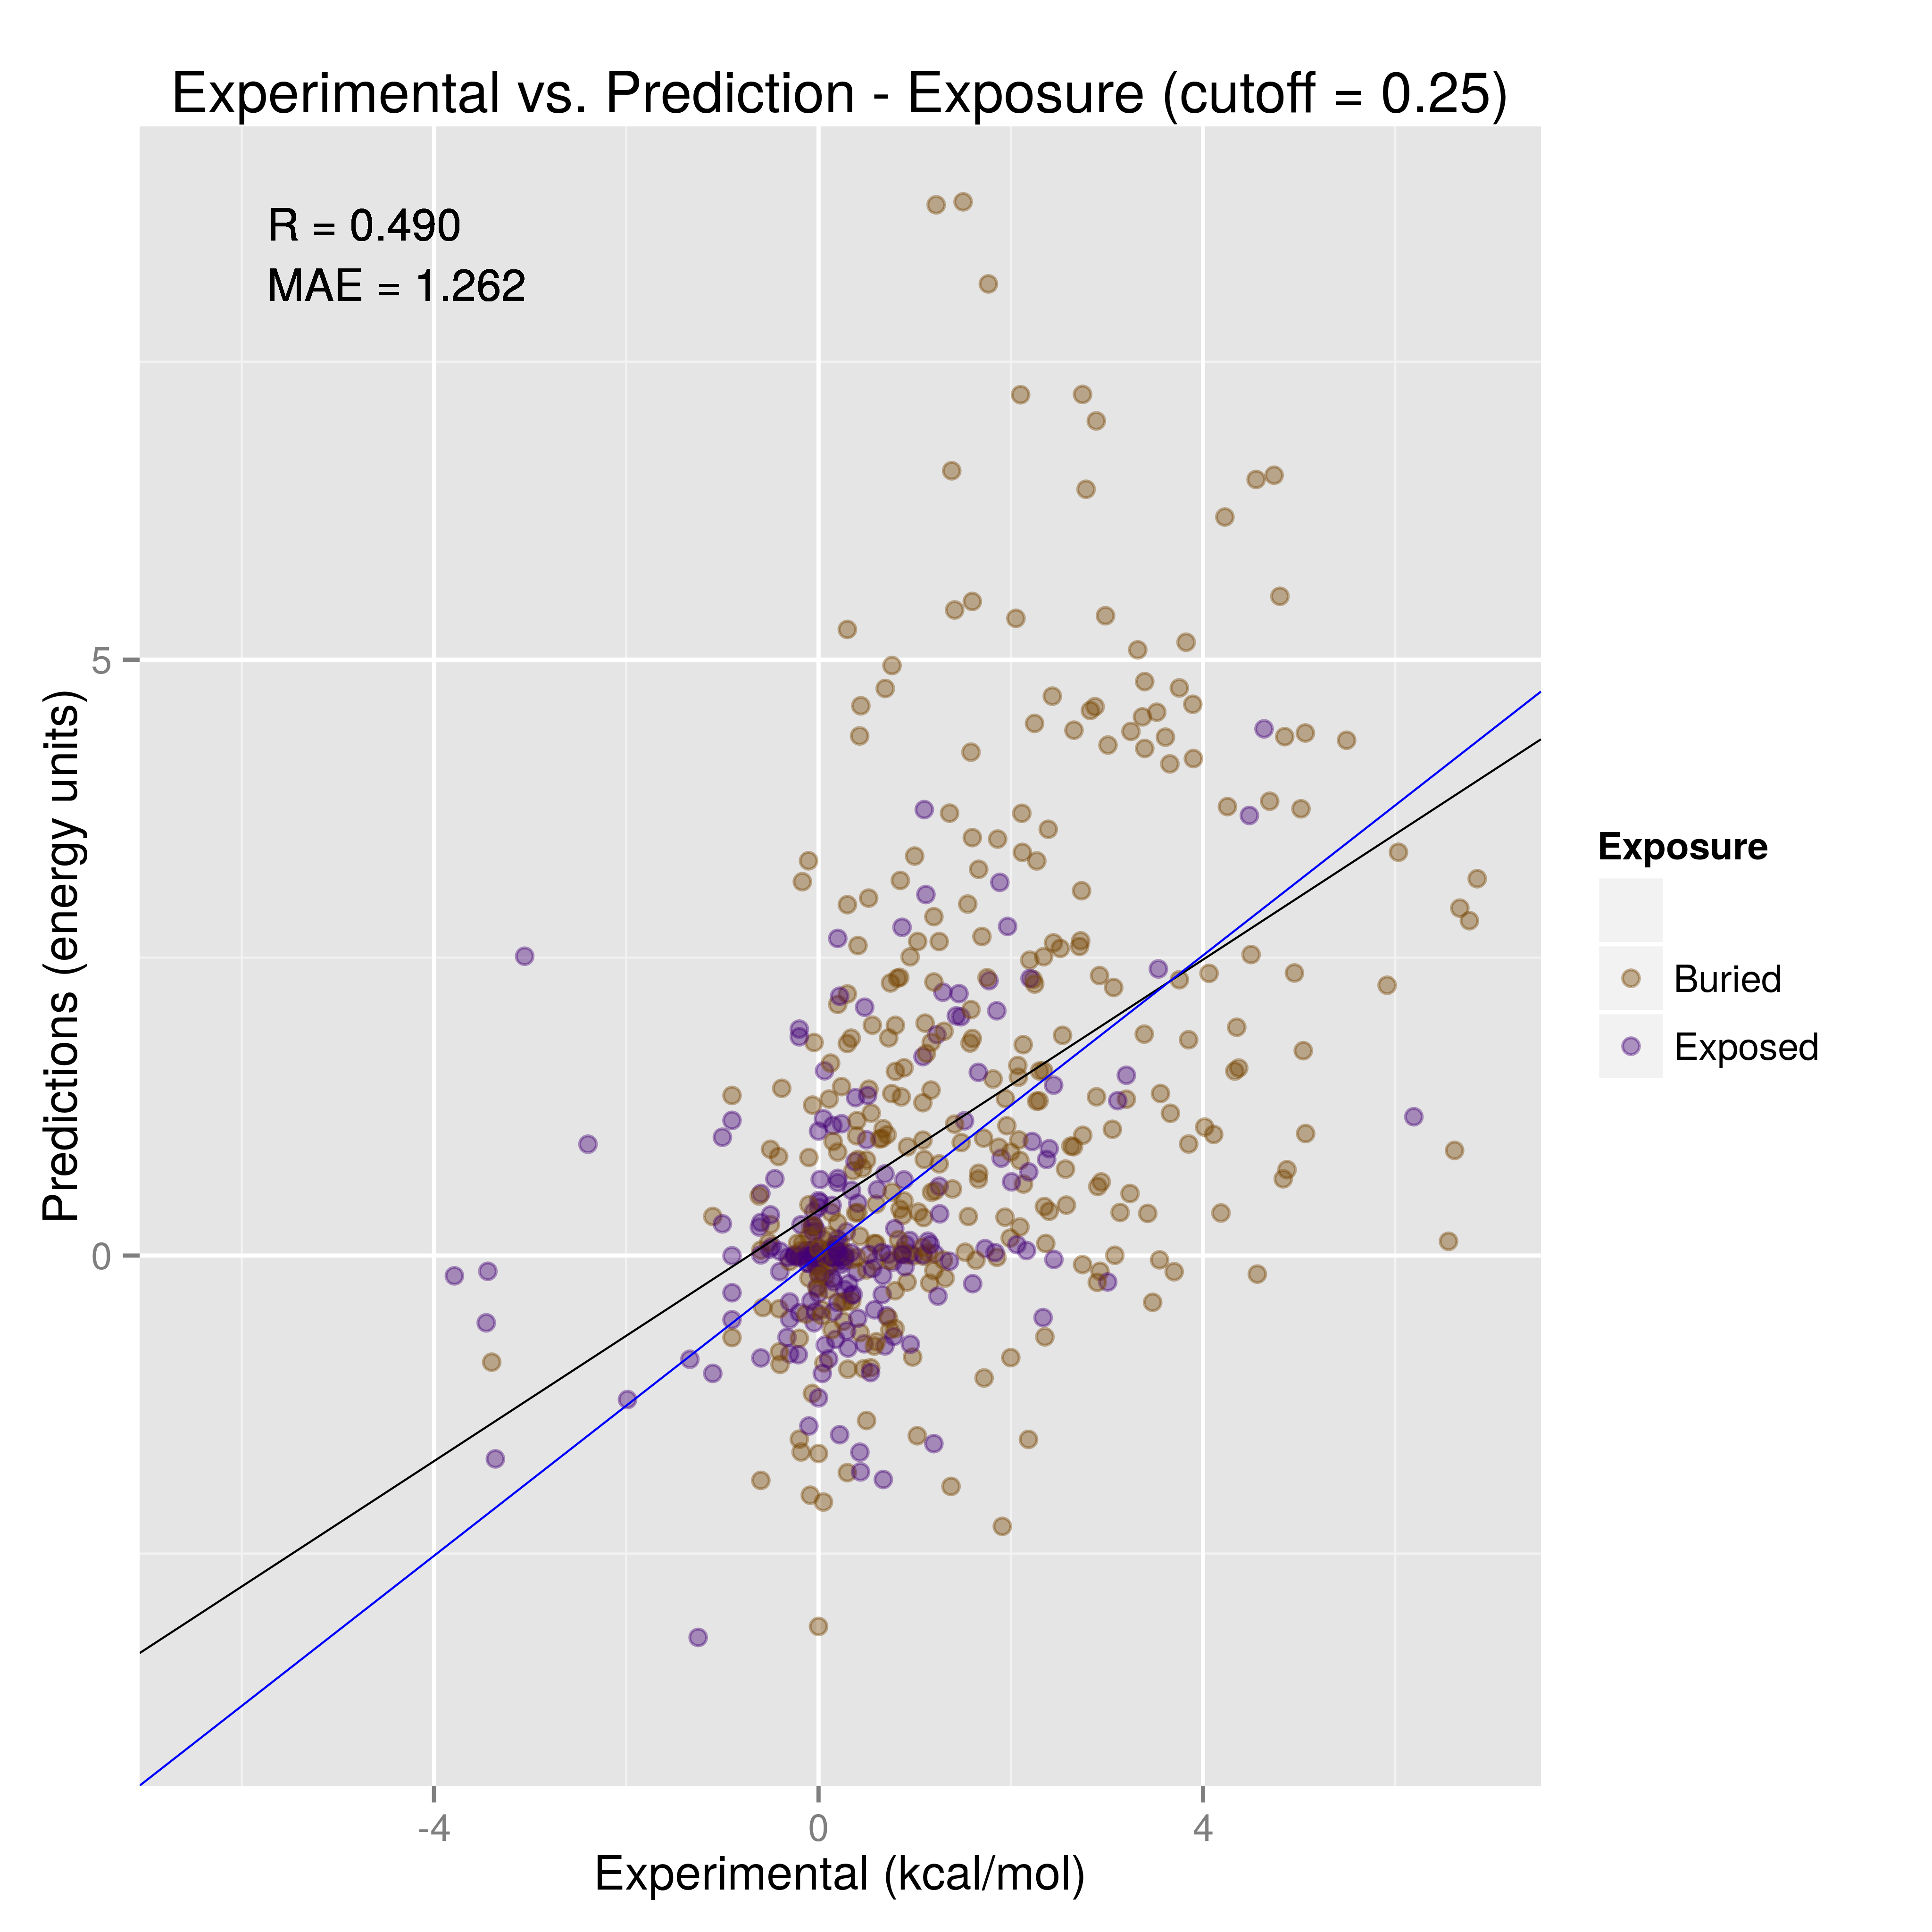 Experimental vs. Prediction - Exposure (cutoff = 0.25)
R = 0.490
MAE = 1.262
Predictions (energy units)
5
0
-4
0
4
Experimental (kcal/mol)
Exposure
Buried
Exposed